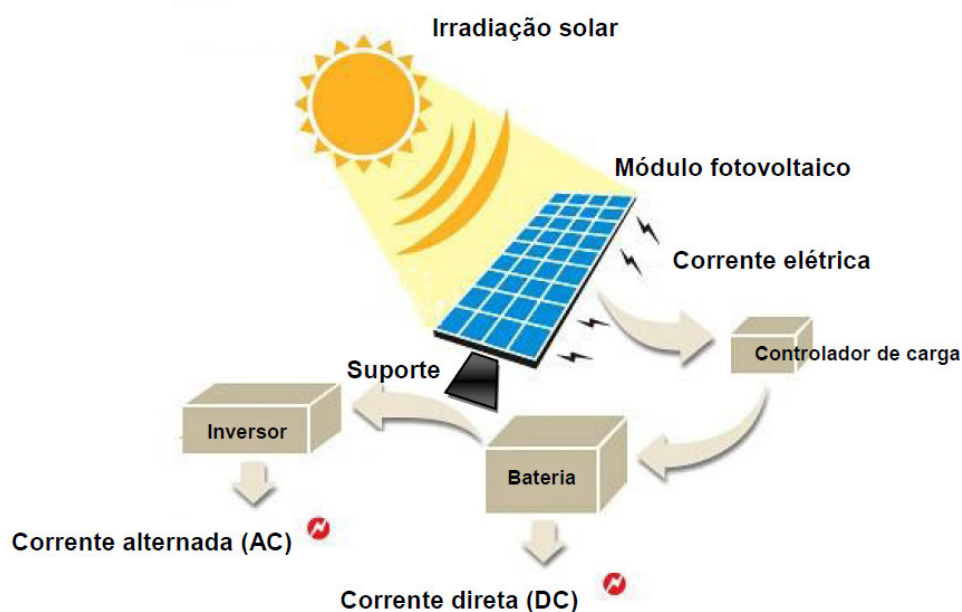 Irradiação solar
Módulo fotovoltaico
Corrente elétrica
Controlador de carga
Suporte
Inversor
Bateria
Corrente alternada (AC)
Corrente direta (DC)